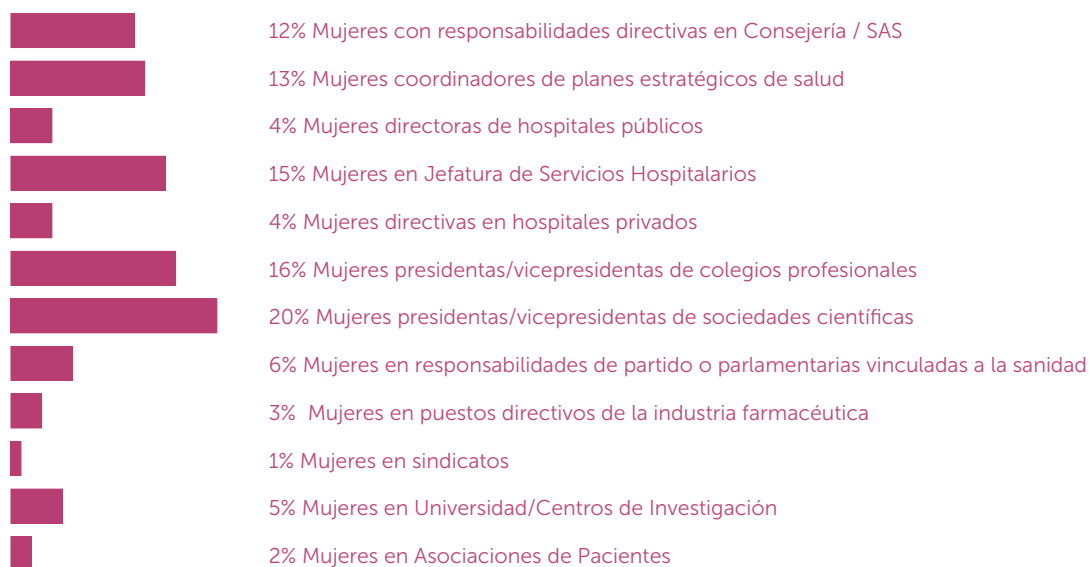 12% Mujeres con responsabilidades directivas en Consejería / SAS
13% Mujeres coordinadores de planes estratégicos de salud
4% Mujeres directoras de hospitales públicos
15% Mujeres en Jefatura de Servicios Hospitalarios
4% Mujeres directivas en hospitales privados
16% Mujeres presidentas/vicepresidentas de colegios profesionales
20% Mujeres presidentas/vicepresidentas de sociedades científicas
6% Mujeres en responsabilidades de partido o parlamentarias vinculadas a la sanidad
3% Mujeres en puestos directivos de la industria farmacéutica
1% Mujeres en sindicatos
5% Mujeres en Universidad/Centros de Investigación
2% Mujeres en Asociaciones de Pacientes